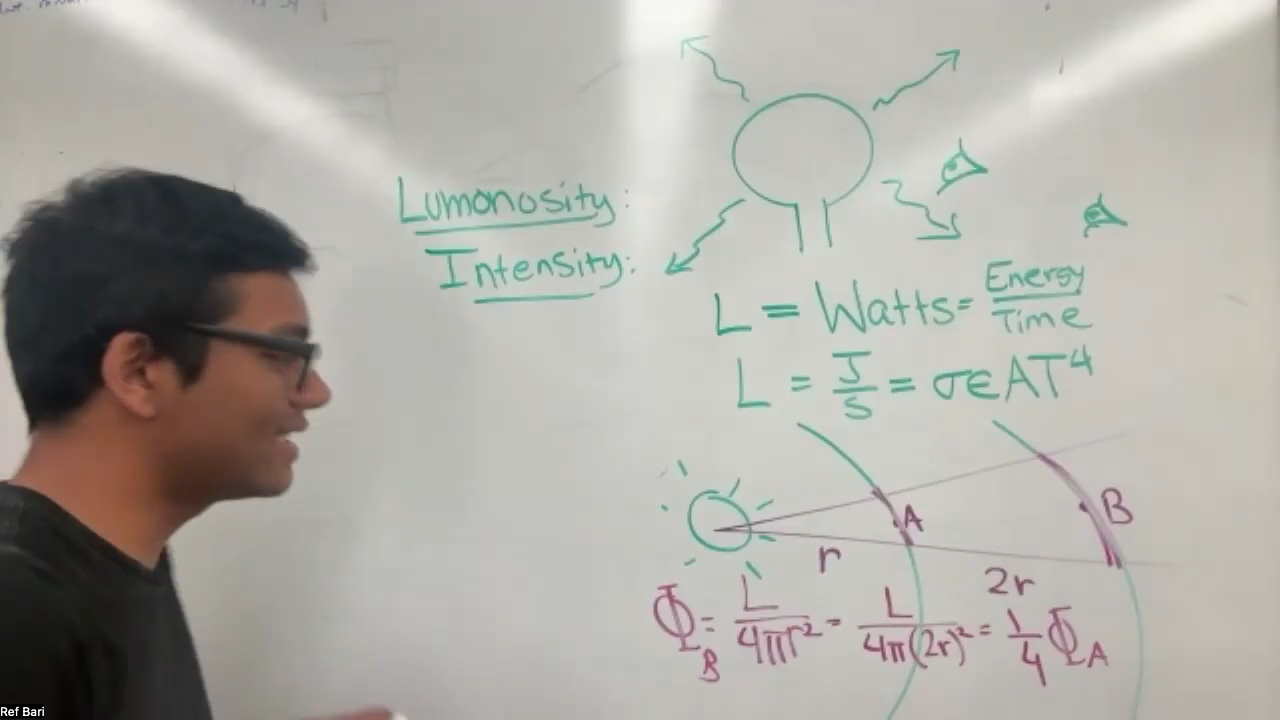 Lumonosity:
Intensity:
L = Watts = Energy/Time
L = J/S = σϵAT⁴
A
B
r
2r
Φ_B = L/4πr² = L/4π(2r)² = 1/4 Φ_A
Ref Bari